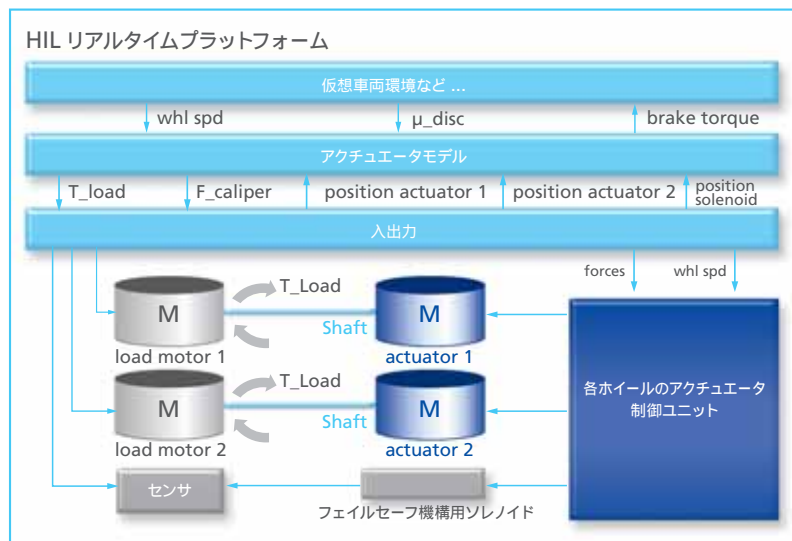 HIL リアルタイムプラットフォーム
仮想車両環境など ...
whl spd
µ_disc
brake torque
アクチュエータモデル
T_load
F_caliper
position actuator 1
position actuator 2
position
solenoid
入出力
forces
whl spd
T_Load
M
M
Shaft
load motor 1
actuator 1
T_Load
M
M
Shaft
load motor 2
actuator 2
各ホイールのアクチュエータ
制御ユニット
センサ
フェイルセーフ機構用ソレノイド